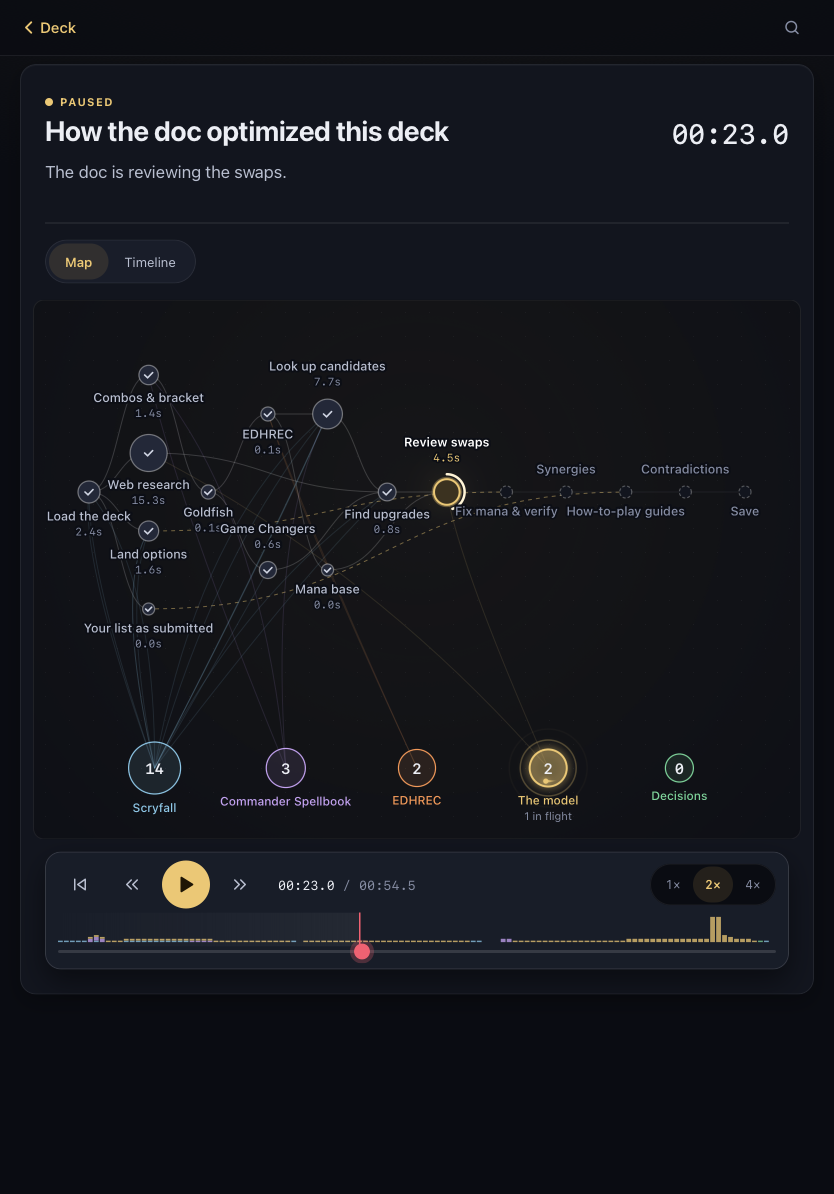 Deck
PAUSED
How the doc optimized this deck
00:23.0
The doc is reviewing the swaps.
Map
Timeline
Look up candidates
7.7s
Combos & bracket
1.4s
EDHREC
0.1s
Review swaps
4.5s
Synergies
Contradictions
Web research
15.3s
Load the deck
2.4s
Goldfish
0.1s
Game Changers
0.6s
Find upgrades
0.8s
Fix mana & verify
How-to-play guides
Save
Land options
1.6s
Mana base
0.0s
Your list as submitted
0.0s
14
3
2
2
0
Scryfall
Commander Spellbook
EDHREC
The model
1 in flight
Decisions
00:23.0 / 00:54.5
1×
2×
4×